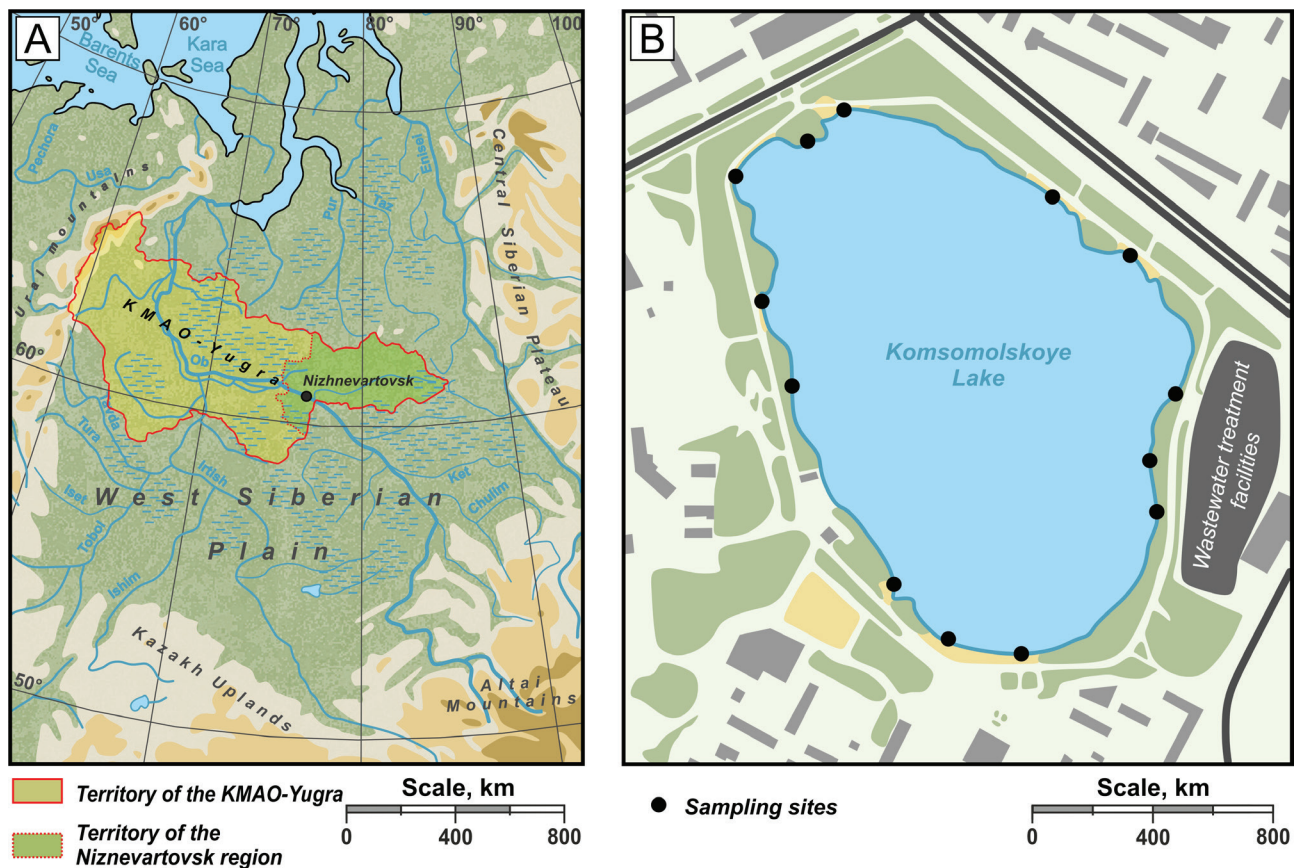 A
50°
60°
70°
80°
90°
100
Barents
Sea
Kara
Sea
Pechora
Usa
Ural mountains
Pur
Taz
Enisei
Central Siberian Plateau
KMAO-Yugra
Ob
Nizhnevartovsk
60°
Tura
Iset
Tobol
Irtish
Ishim
Ket
Chulim
West Siberian
Plain
Kazakh Uplands
50°
Altai
Mountains
Territory of the KMAO-Yugra
Territory of the
Niznevartovsk region
Scale, km
0 400 800
B
Komsomolskoye
Lake
Wastewater treatment
facilities
Sampling sites
Scale, km
0 400 800